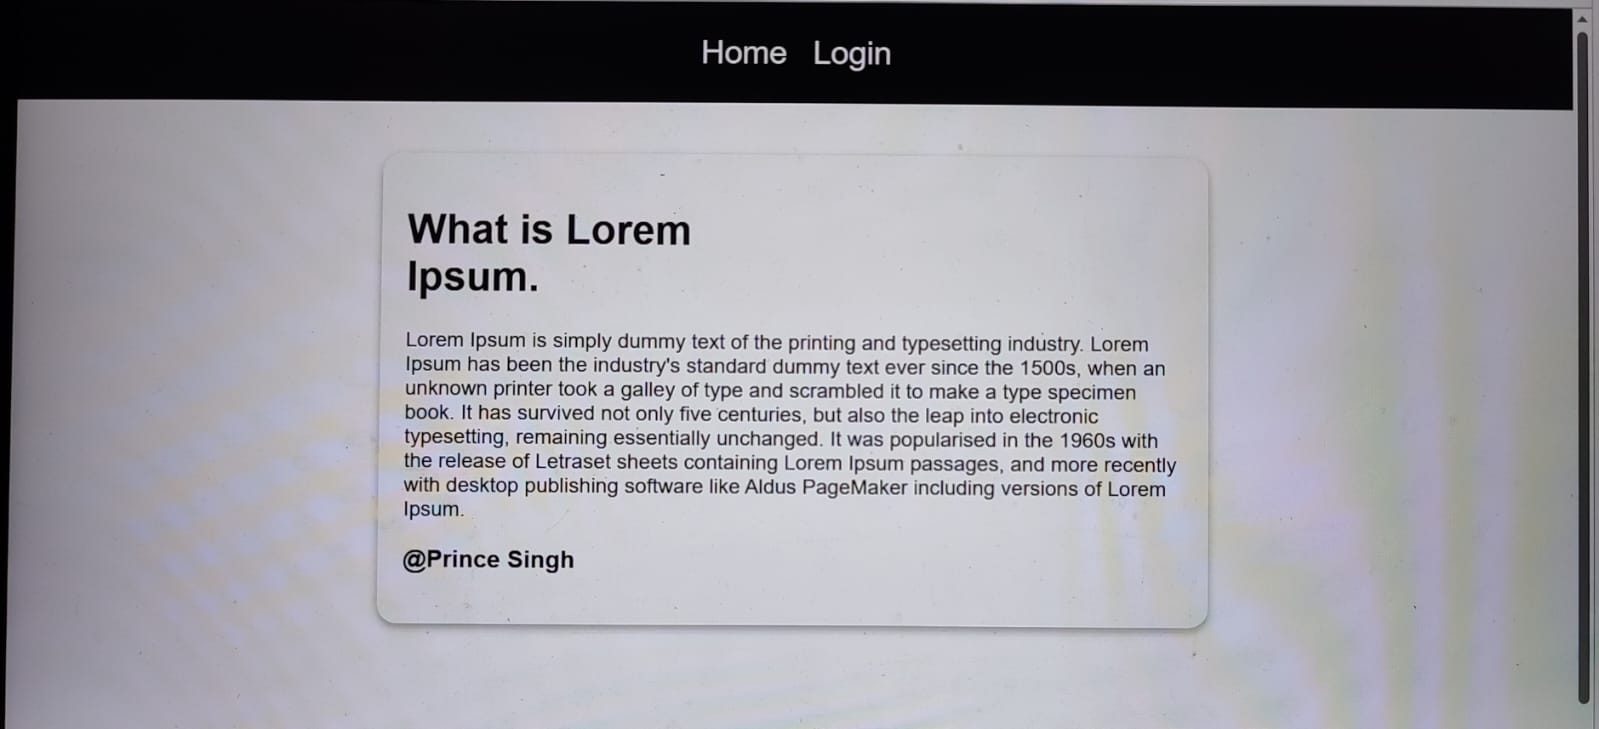 Home Login
What is Lorem
Ipsum.
Lorem Ipsum is simply dummy text of the printing and typesetting industry. Lorem
Ipsum has been the industry's standard dummy text ever since the 1500s, when an
unknown printer took a galley of type and scrambled it to make a type specimen
book. It has survived not only five centuries, but also the leap into electronic
typesetting, remaining essentially unchanged. It was popularised in the 1960s with
the release of Letraset sheets containing Lorem Ipsum passages, and more recently
with desktop publishing software like Aldus PageMaker including versions of Lorem
Ipsum.
@Prince Singh